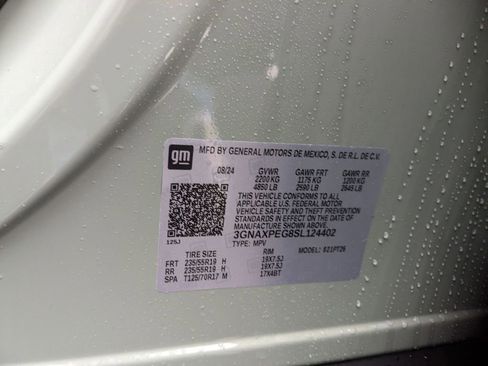 gm
MFD BY GENERAL MOTORS DE MEXICO, S. DE R.L. DE C.V.
08/24 GVWR GAWR FRT GAWR RR
2200 KG 1175 KG 1200 KG
4850 LB 2590 LB 2645 LB
THIS VEHICLE CONFORMS TO ALL
APPLICABLE U.S. FEDERAL MOTOR
VEHICLE SAFETY AND THEFT PREVENTION
STANDARDS IN EFFECT ON THE DATE OF
MANUFACTURE SHOWN ABOVE
3GNAXPEG8SL124402
TYPE: MPV MODEL: 821PT26
125J
TIRE SIZE RIM
FRT 235/55R19 H 19X7.5J
RR 235/55R19 H 19X7.5J
SPA T125/70R17 M 17X4BT